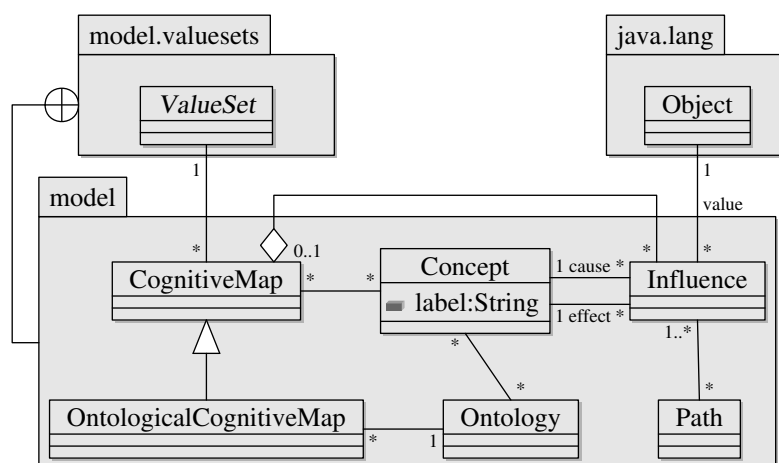 model.valuesets
java.lang
ValueSet
Object
1
1
model
value
*
0..1
*
*
CognitiveMap
*
*
Concept
1 cause *
Influence
label:String
1 effect *
1..*
*
*
*
OntologicalCognitiveMap
*
1
Ontology
Path